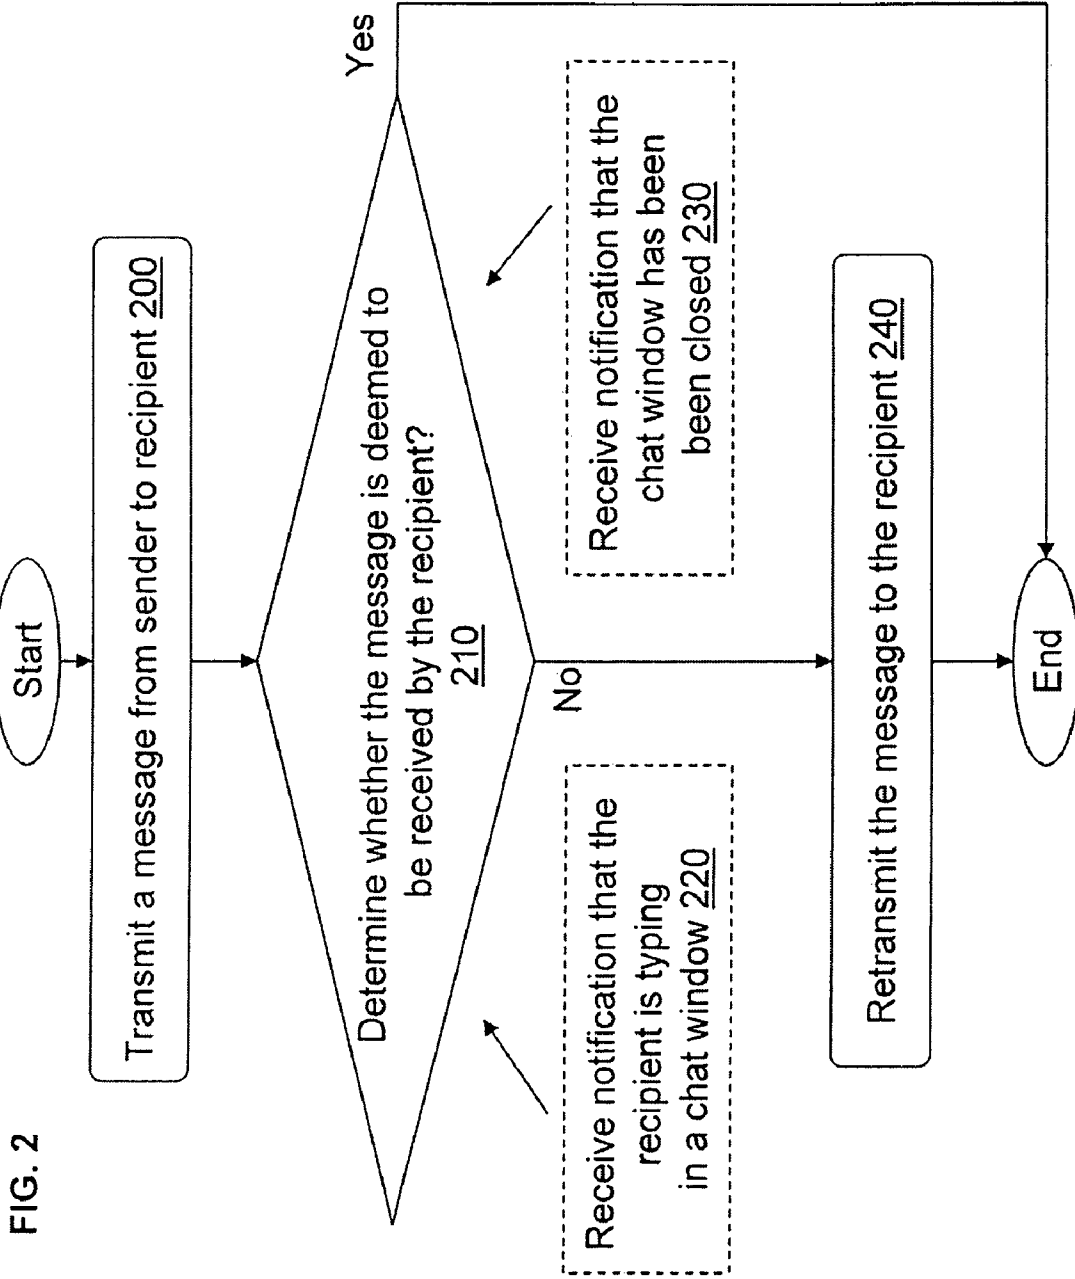 FIG. 2
Start
Transmit a message from sender to recipient 200
Determine whether the message is deemed to
be received by the recipient?
210
Yes
No
Receive notification that the
recipient is typing
in a chat window 220
Receive notification that the
chat window has been
been closed 230
Retransmit the message to the recipient 240
End